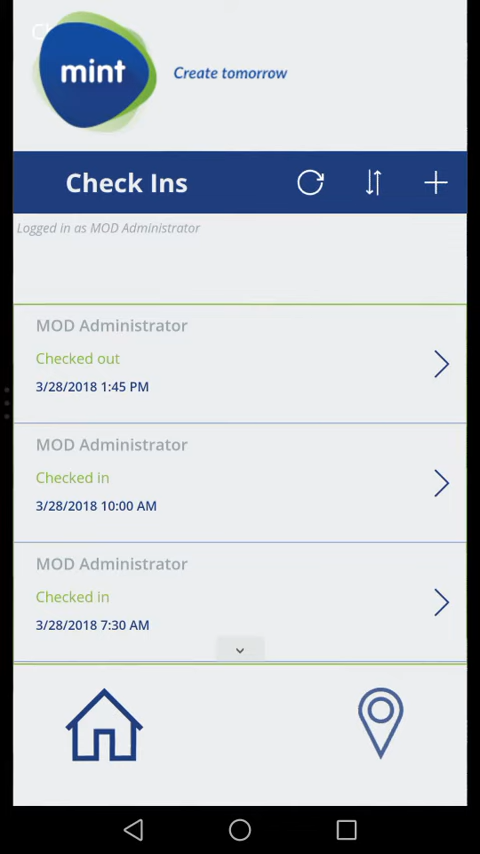 mint
Create tomorrow
Check Ins
Logged in as MOD Administrator
MOD Administrator
Checked out
3/28/2018 1:45 PM
MOD Administrator
Checked in
3/28/2018 10:00 AM
MOD Administrator
Checked in
3/28/2018 7:30 AM